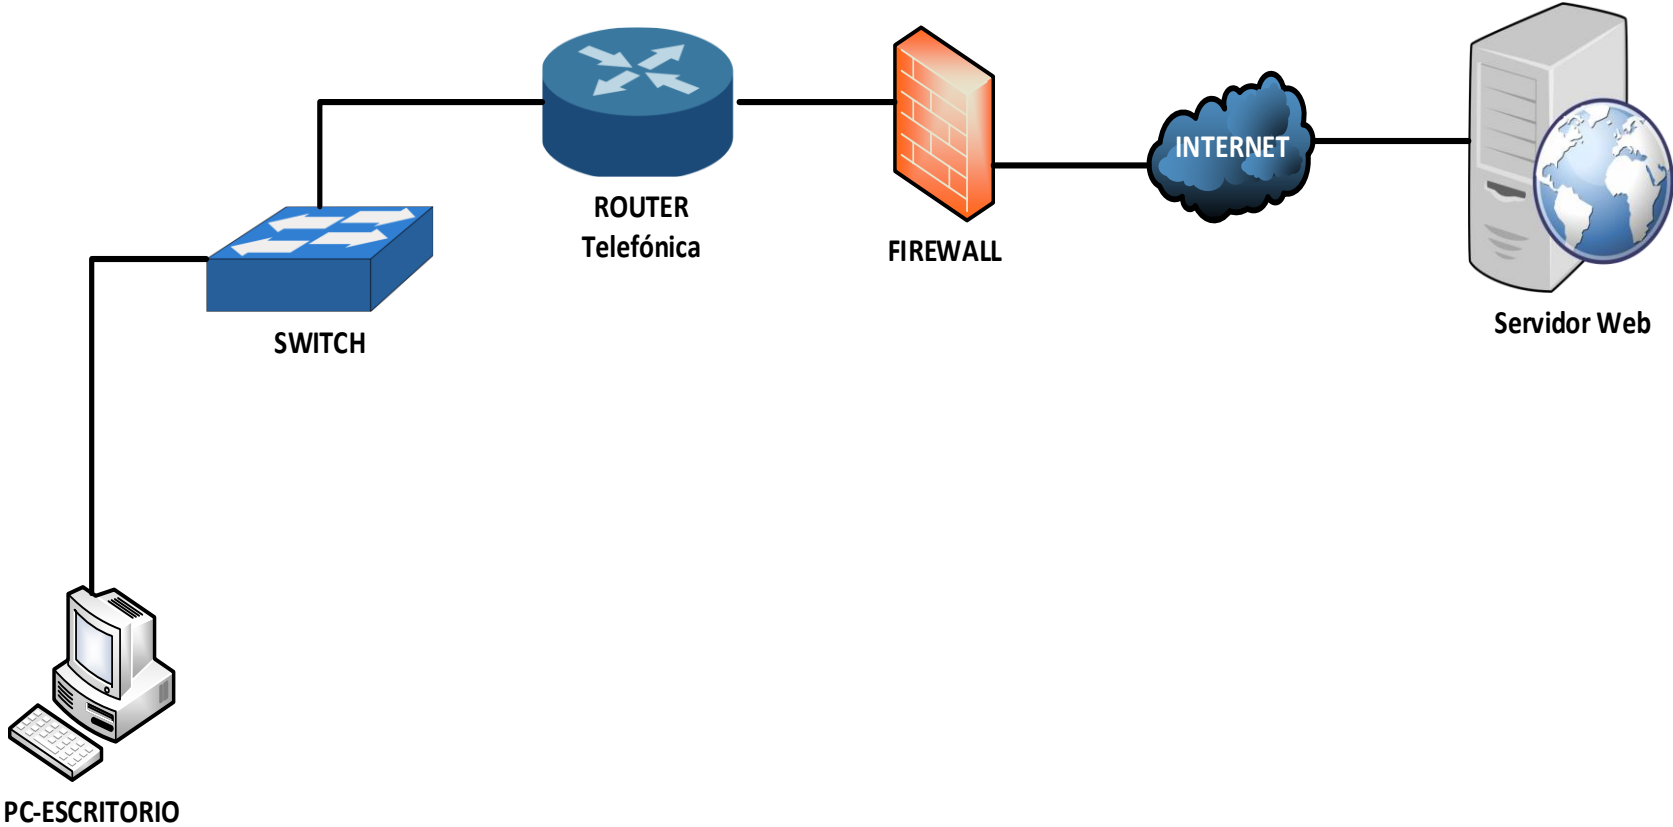 INTERNET
ROUTER
Telefónica
FIREWALL
Servidor Web
SWITCH
PC-ESCRITORIO